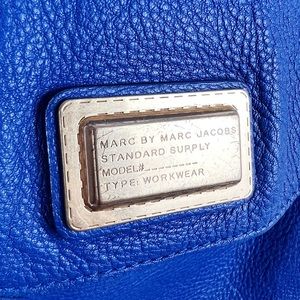 MARC BY MARC JACOBS
STANDARD SUPPLY
MODEL#_ _ _ _ _ _ _
TYPE: WORKWEAR